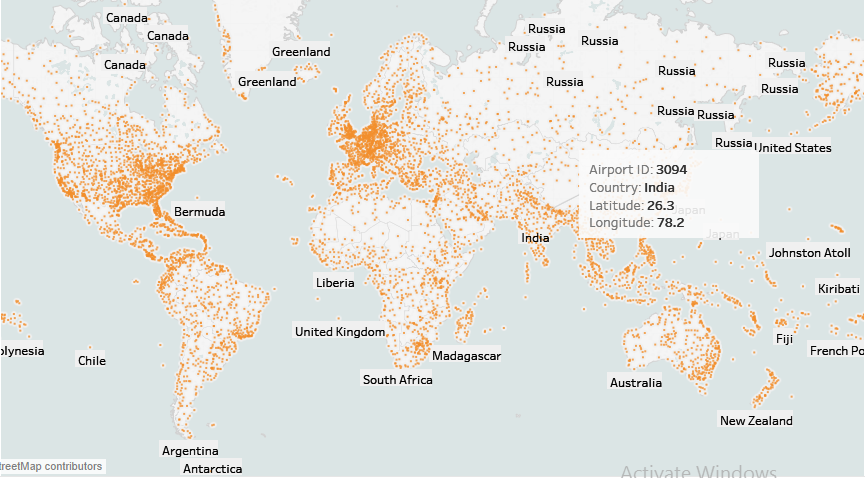 Canada
Canada
Canada
Greenland
Greenland
Russia
Russia
Russia
Russia
Russia
Russia
Russia
Russia
Russia
Russia
United States
Airport ID: 3094
Country: India
Latitude: 26.3
Longitude: 78.2
Japan
Japan
Bermuda
India
Johnston Atoll
Liberia
Kiribati
United Kingdom
Fiji
olynesia
Chile
Madagascar
French Po
South Africa
Australia
New Zealand
Argentina
treetMap contributors
Antarctica
Activate Windows